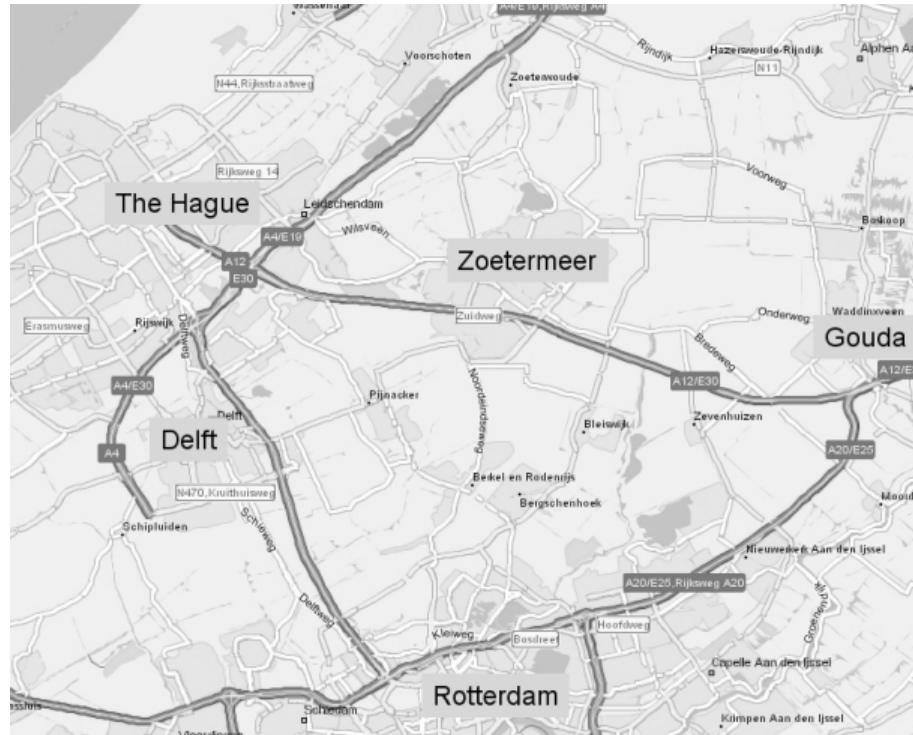 A4/E19,Rijksweg A4
Rijndijk
Hazerswoude-Rijndijk
Voorschoten
N11
N44,Rijksstraatweg
Zoeterwoude
Rijksweg 14
Voorweg
The Hague
Leidschendam
Wilsveen
A4/E19
Boskoop
Zoetermeer
A12
E30
Zuidweg
Onderweg
Waddinxveen
Erasmusweg
Rijswijk
Delftweg
Bredeweg
Gouda
A12/E30
A4/E30
Pijnacker
Noordeindseweg
Zevenhuizen
Delft
Delft
Bleiswijk
A4
A20/E25
Berkel en Rodenrijs
N470,Kruithuisweg
Bergschenhoek
Schipluiden
Schieweg
Nieuwerkerk Aan den Ijssel
A20/E25,Rijksweg A20
Groenendijk
Delftweg
Hoofdweg
Kleiweg
Bosdreef
Capelle Aan den Ijssel
Rotterdam
Schiedam
Krimpen Aan den Ijssel